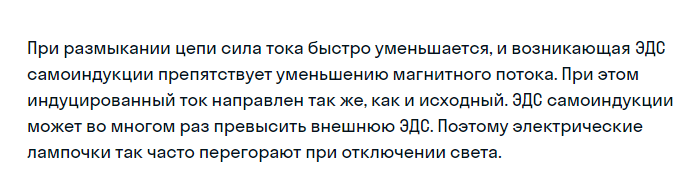 При размыкании цепи сила тока быстро уменьшается, и возникающая ЭДС
самоиндукции препятствует уменьшению магнитного потока. При этом
индуцированный ток направлен так же, как и исходный. ЭДС самоиндукции
может во многом раз превысить внешнюю ЭДС. Поэтому электрические
лампочки так часто перегорают при отключении света.